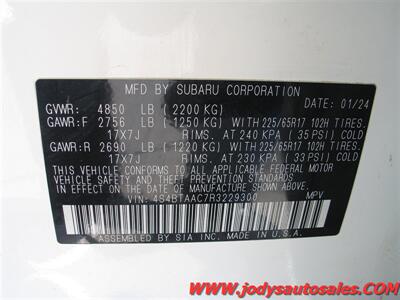 MFD BY SUBARU CORPORATION
GVWR: 4850 LB (2200 KG) DATE: 01/24
GAWR:F 2756 LB (1250 KG) WITH 225/65R17 102H TIRES.
17X7J RIMS. AT 240 KPA (35 PSI) COLD
GAWR:R 2690 LB (1220 KG) WITH 225/65R17 102H TIRES.
17X7J RIMS. AT 230 KPA (33 PSI) COLD
THIS VEHICLE CONFORMS TO ALL APPLICABLE FEDERAL MOTOR
VEHICLE SAFETY AND THEFT PREVENTION STANDARDS IN
EFFECT ON THE DATE OF MANUFACTURE SHOWN ABOVE.
VIN: 4S4BTAAC7R3229300 MPV
ASSEMBLED BY SIA INC. MADE IN U.S.A.
www.jodysautosales.com